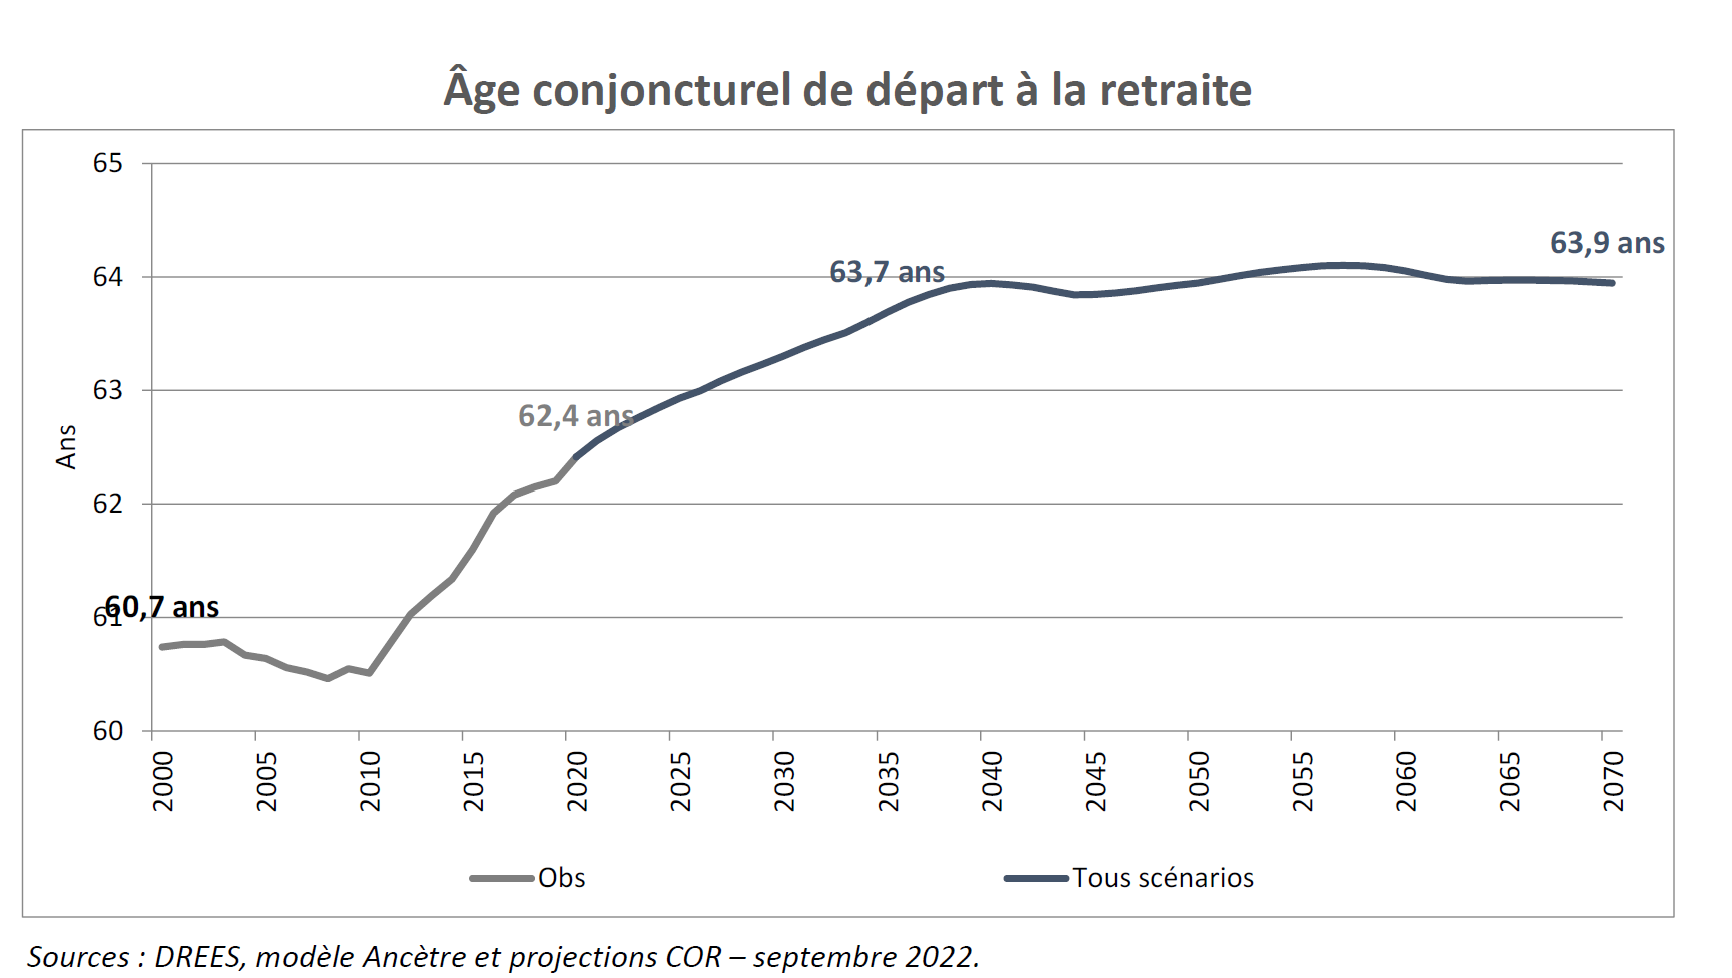 Âge conjoncturel de départ à la retraite
65
64
63
62
61
60
Ans
60,7 ans
62,4 ans
63,7 ans
63,9 ans
2000
2005
2010
2015
2020
2025
2030
2035
2040
2045
2050
2055
2060
2065
2070
Obs
Tous scénarios
Sources : DREES, modèle Ancètre et projections COR – septembre 2022.